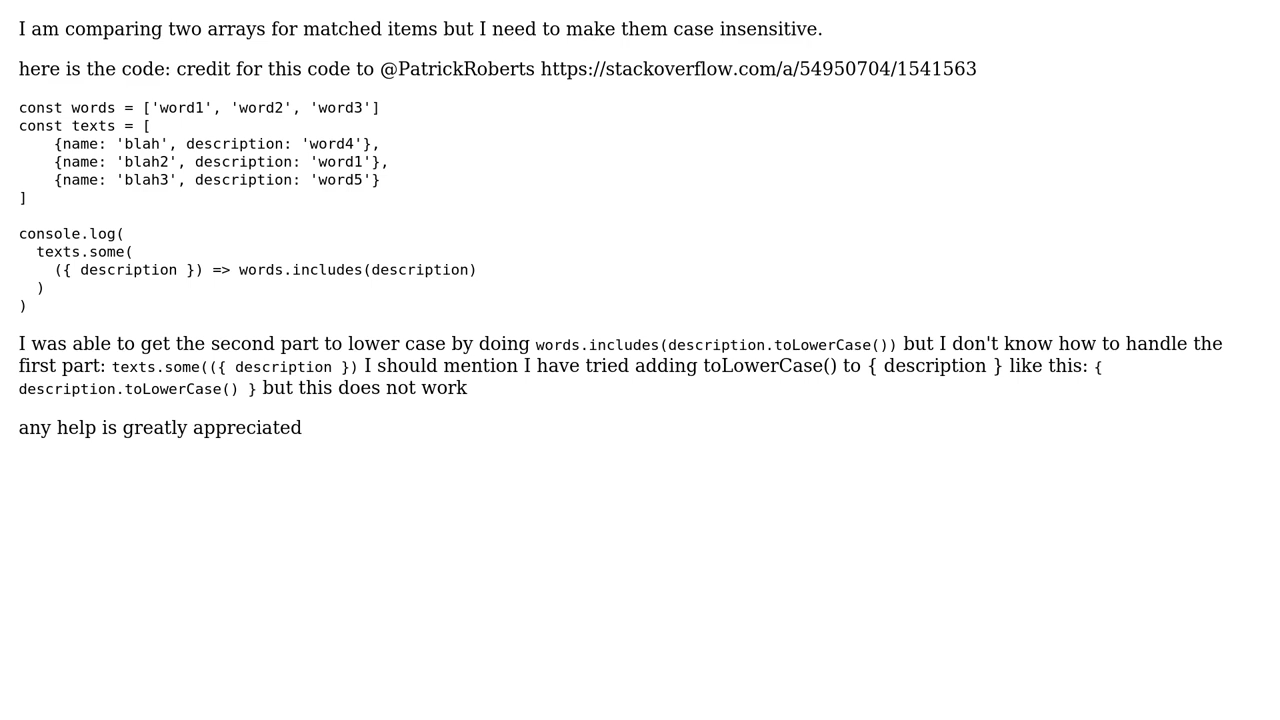 I am comparing two arrays for matched items but I need to make them case insensitive.
here is the code: credit for this code to @PatrickRoberts https://stackoverflow.com/a/54950704/1541563
const words = ['word1', 'word2', 'word3']
const texts = [
    {name: 'blah', description: 'word4'},
    {name: 'blah2', description: 'word1'},
    {name: 'blah3', description: 'word5'}
]
console.log(
  texts.some(
    ({ description }) => words.includes(description)
  )
)
I was able to get the second part to lower case by doing words.includes(description.toLowerCase()) but I don't know how to handle the
first part: texts.some(({ description }) I should mention I have tried adding toLowerCase() to { description } like this: {
description.toLowerCase() } but this does not work
any help is greatly appreciated